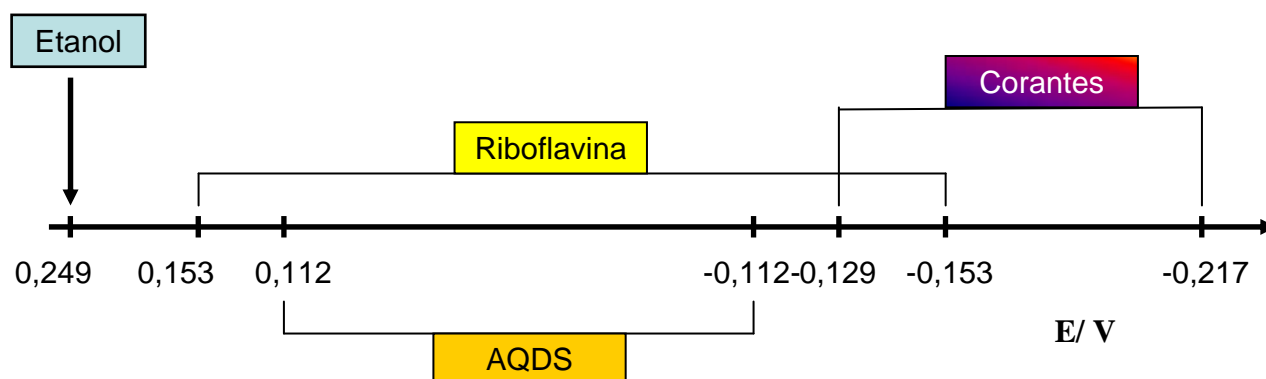 Etanol
Corantes
Riboflavina
0,249 0,153 0,112 -0,112 -0,129 -0,153 -0,217
E/ V
AQDS